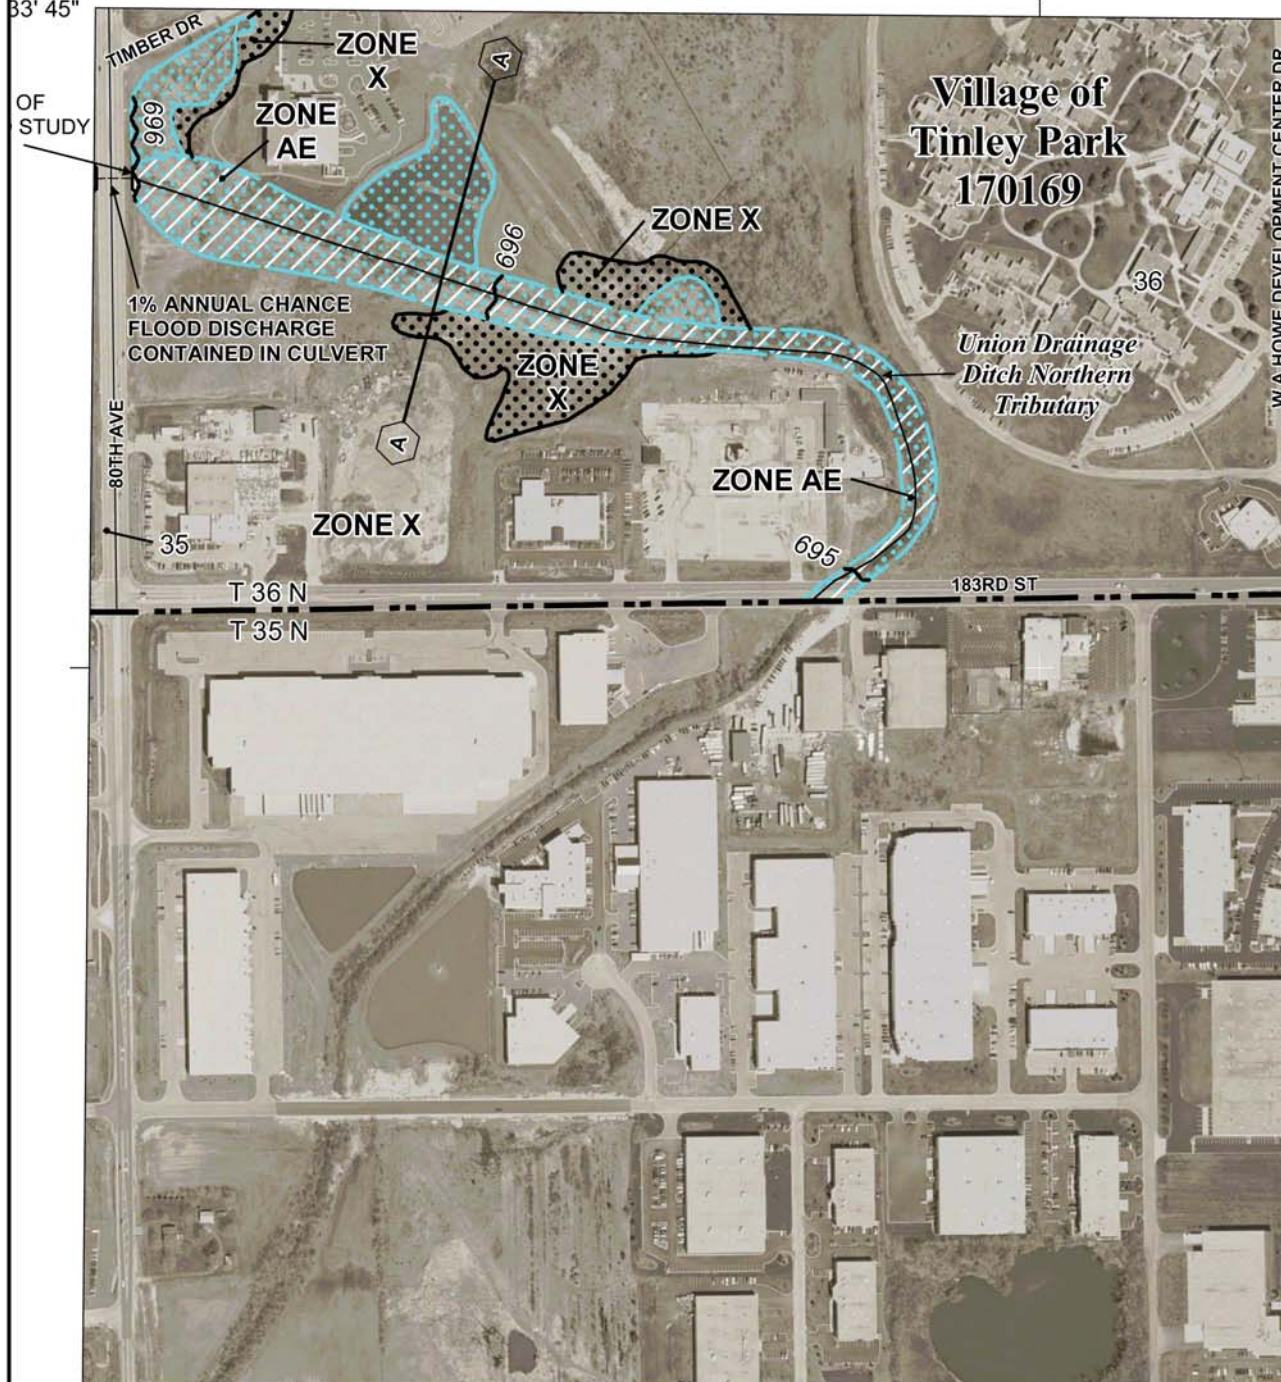 33' 45"
TIMBER DR
ZONE
X
A
OF
STUDY
969
ZONE
AE
Village of
Tinley Park
170169
W A HOWE DEVELOPMENT CENTER DR
ZONE X
696
36
1% ANNUAL CHANCE
FLOOD DISCHARGE
CONTAINED IN CULVERT
Union Drainage
Ditch Northern
Tributary
ZONE
X
80TH AVE
A
ZONE AE
ZONE X
35
695
T 36 N
183RD ST
T 35 N